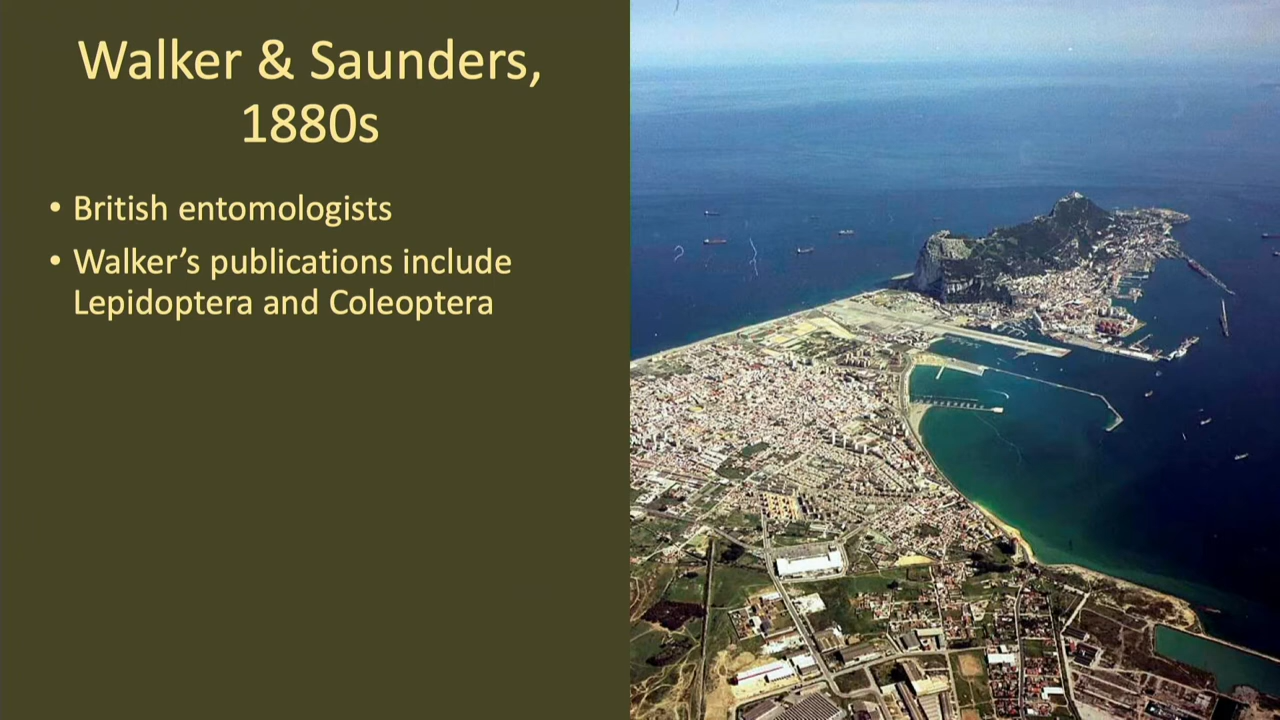 Walker & Saunders,
1880s
• British entomologists
• Walker’s publications include
Lepidoptera and Coleoptera